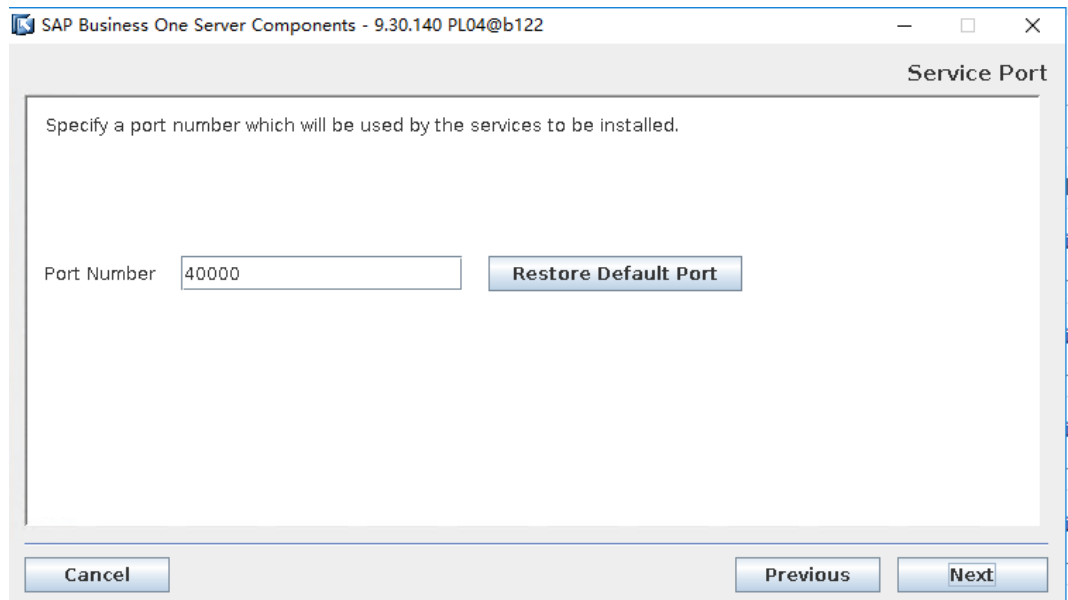 SAP Business One Server Components - 9.30.140 PL04@b122
Service Port
Specify a port number which will be used by the services to be installed.
Port Number 40000 Restore Default Port
Cancel Previous Next